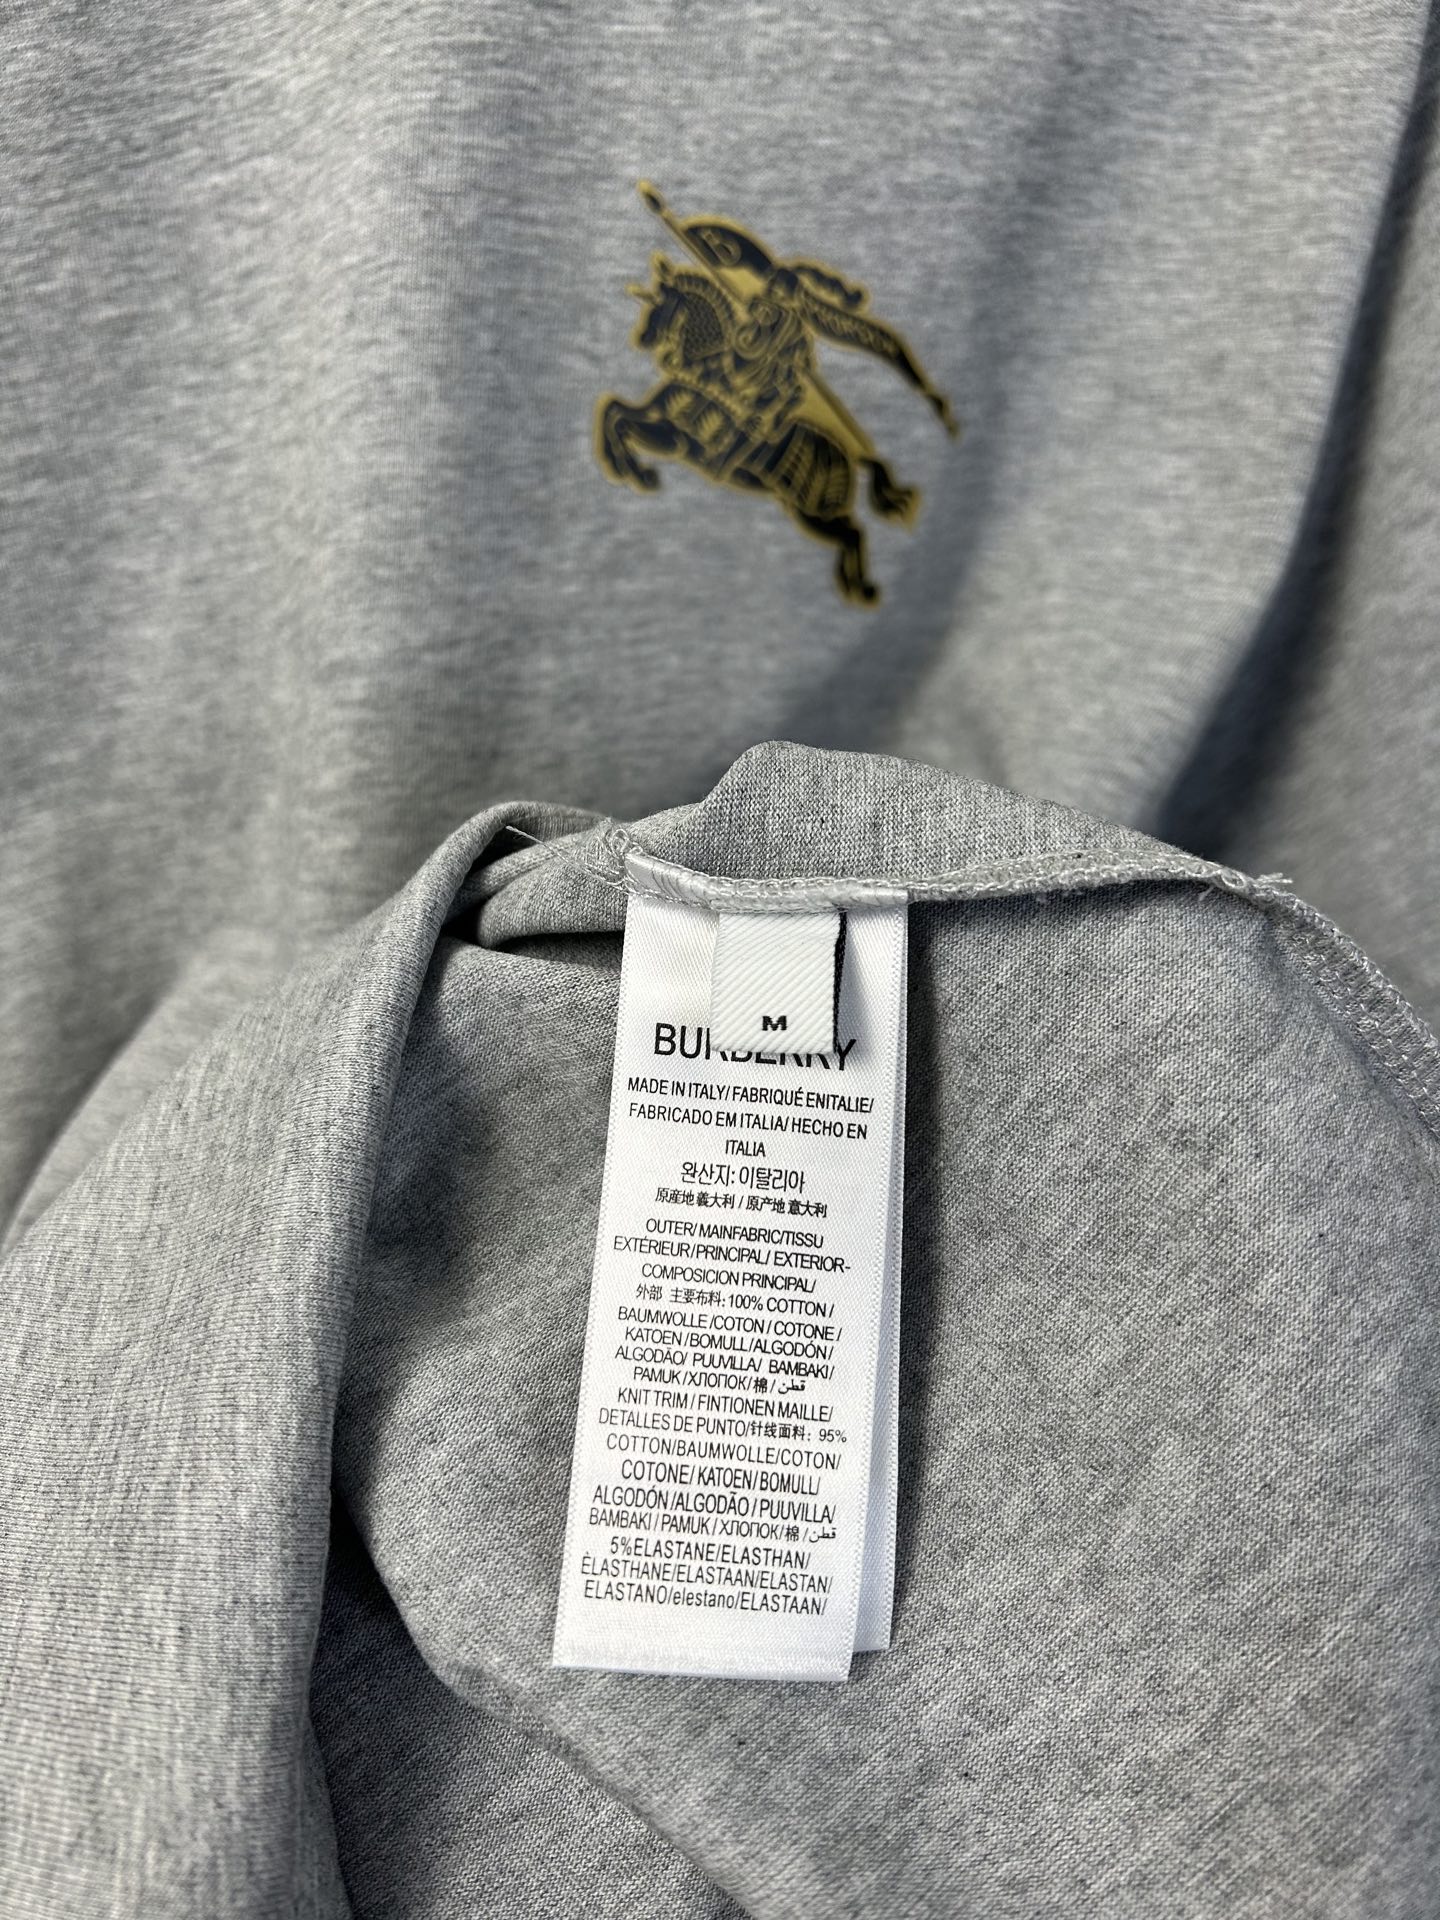 M
BURBERRY
MADE IN ITALY/ FABRIQUÉ ENITALIE/
FABRICADO EM ITALIA/ HECHO EN
ITALIA
완산지: 이탈리아
原産地義大利 / 原产地意大利
OUTER/ MAINFABRIC/TISSU
EXTÉRIEUR/PRINCIPAL/ EXTERIOR-
COMPOSICION PRINCIPAL/
外部 主要布料: 100% COTTON /
BAUMWOLLE /COTON / COTONE /
KATOEN /BOMULL/ALGODÓN /
ALGODÃO/ PUUVILLA/ BAMBAKI/
PAMUK /ХЛОПОК/棉 / قطن
KNIT TRIM / FINTIONEN MAILLE/
DETALLES DE PUNTO/针线面料: 95%
COTTON/BAUMWOLLE/COTON/
COTONE/ KATOEN/BOMULL/
ALGODÓN /ALGODÃO / PUUVILLA/
BAMBAKI / PAMUK / ХЛОПОК/棉 / قطن
5%ELASTANE/ELASTHAN/
ÈLASTHANE/ELASTAAN/ELASTAN/
ELASTANO/elestano/ELASTAAN/